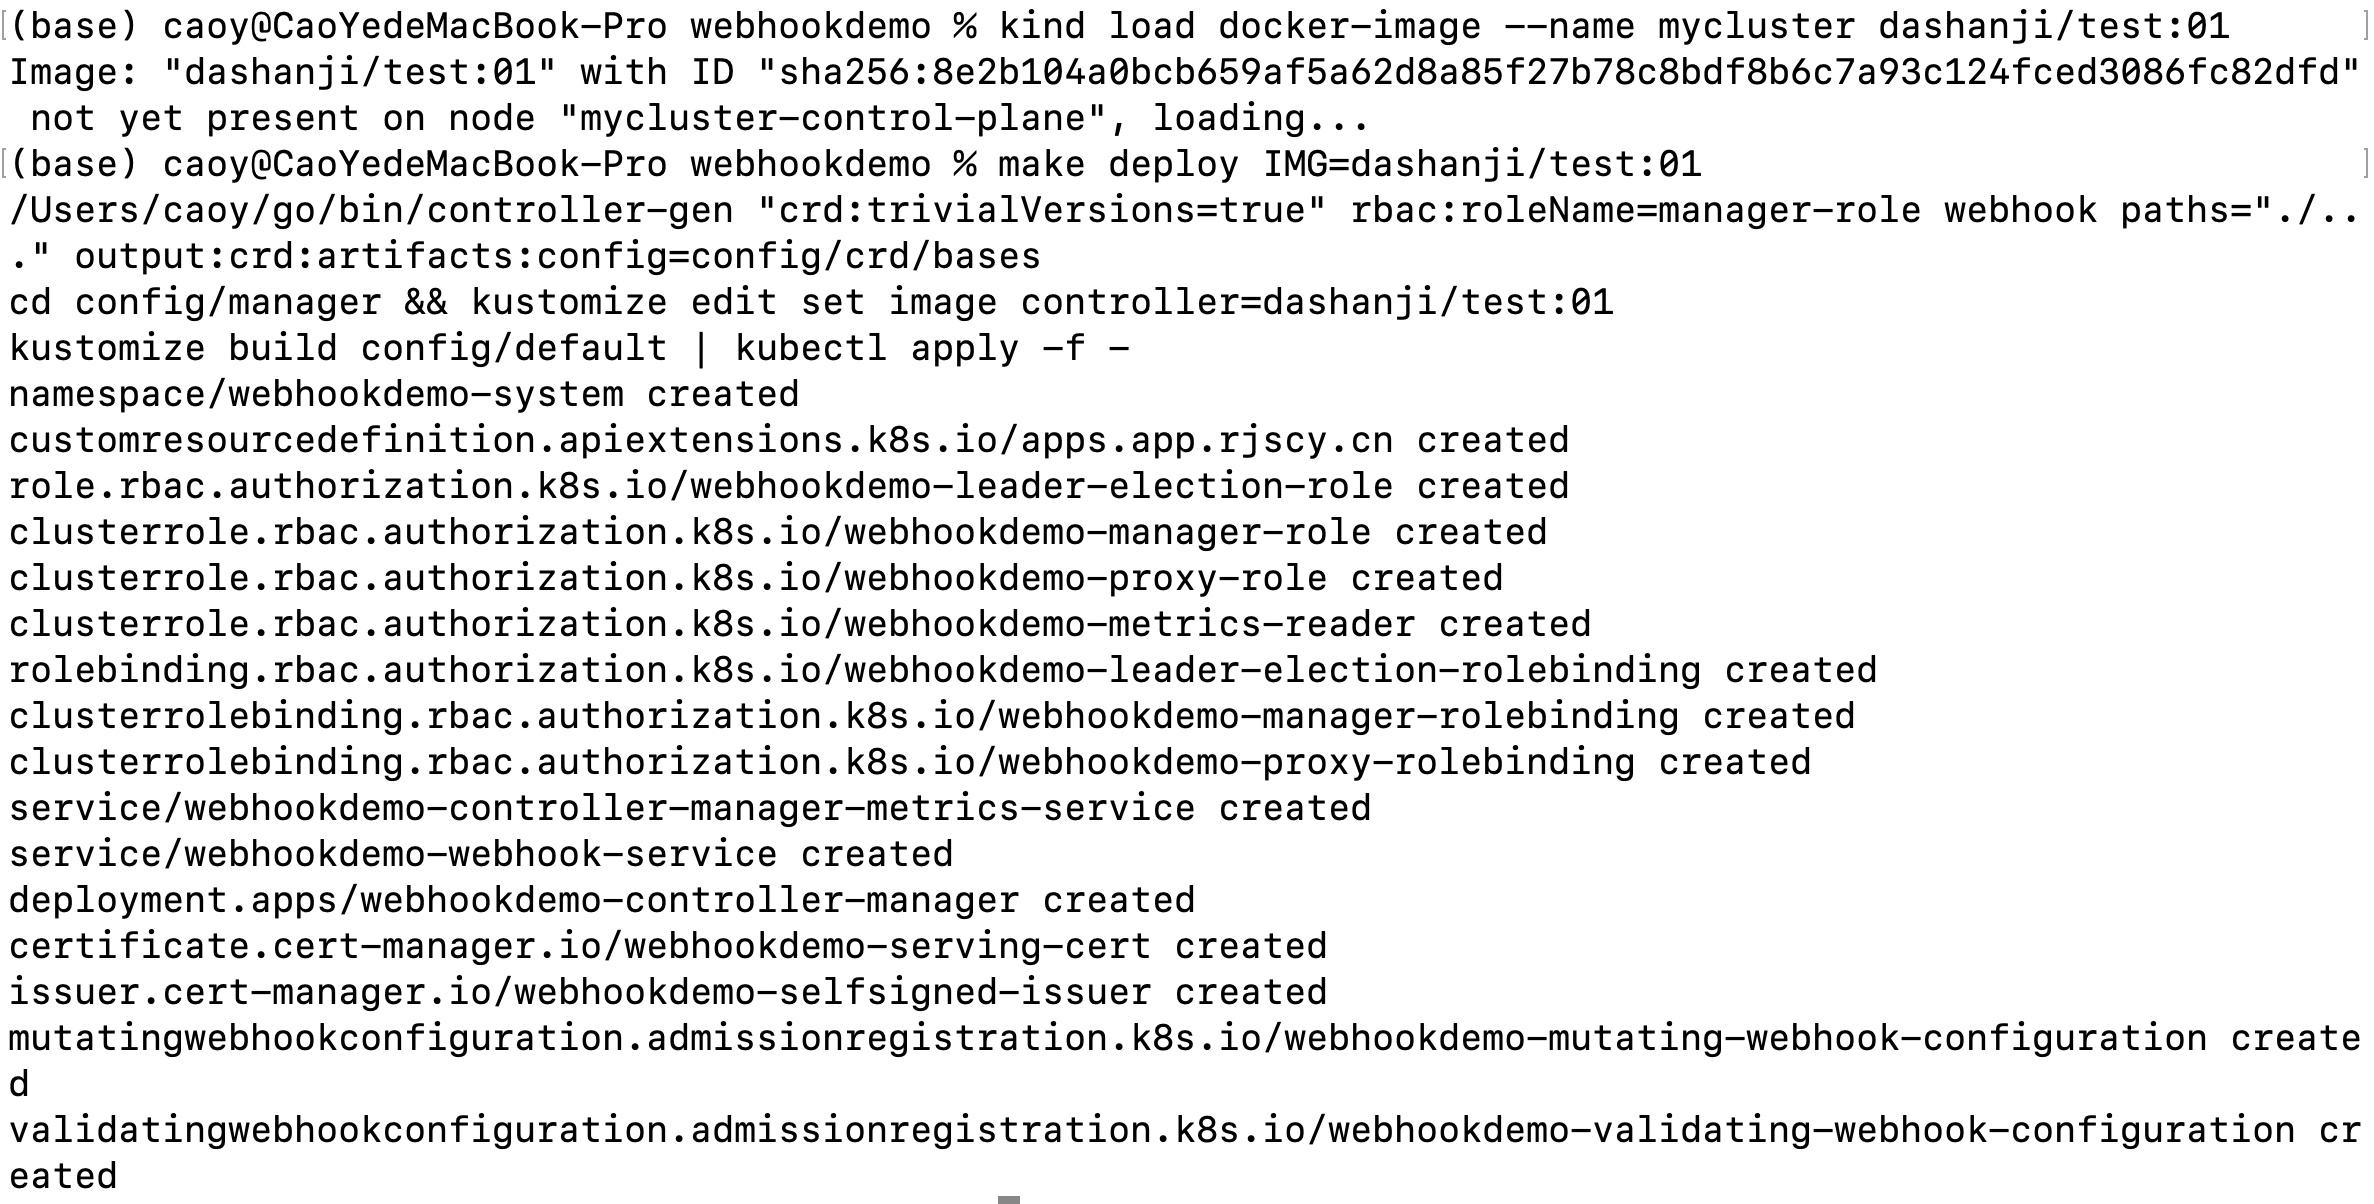 (base) caoy@CaoYedeMacBook-Pro webhookdemo % kind load docker-image --name mycluster dashanji/test:01
Image: "dashanji/test:01" with ID "sha256:8e2b104a0bcb659af5a62d8a85f27b78c8bdf8b6c7a93c124fced3086fc82dfd"
 not yet present on node "mycluster-control-plane", loading...
(base) caoy@CaoYedeMacBook-Pro webhookdemo % make deploy IMG=dashanji/test:01
/Users/caoy/go/bin/controller-gen "crd:trivialVersions=true" rbac:roleName=manager-role webhook paths="./..
." output:crd:artifacts:config=config/crd/bases
cd config/manager && kustomize edit set image controller=dashanji/test:01
kustomize build config/default | kubectl apply -f -
namespace/webhookdemo-system created
customresourcedefinition.apiextensions.k8s.io/apps.app.rjscy.cn created
role.rbac.authorization.k8s.io/webhookdemo-leader-election-role created
clusterrole.rbac.authorization.k8s.io/webhookdemo-manager-role created
clusterrole.rbac.authorization.k8s.io/webhookdemo-proxy-role created
clusterrole.rbac.authorization.k8s.io/webhookdemo-metrics-reader created
rolebinding.rbac.authorization.k8s.io/webhookdemo-leader-election-rolebinding created
clusterrolebinding.rbac.authorization.k8s.io/webhookdemo-manager-rolebinding created
clusterrolebinding.rbac.authorization.k8s.io/webhookdemo-proxy-rolebinding created
service/webhookdemo-controller-manager-metrics-service created
service/webhookdemo-webhook-service created
deployment.apps/webhookdemo-controller-manager created
certificate.cert-manager.io/webhookdemo-serving-cert created
issuer.cert-manager.io/webhookdemo-selfsigned-issuer created
mutatingwebhookconfiguration.admissionregistration.k8s.io/webhookdemo-mutating-webhook-configuration create
d
validatingwebhookconfiguration.admissionregistration.k8s.io/webhookdemo-validating-webhook-configuration cr
eated